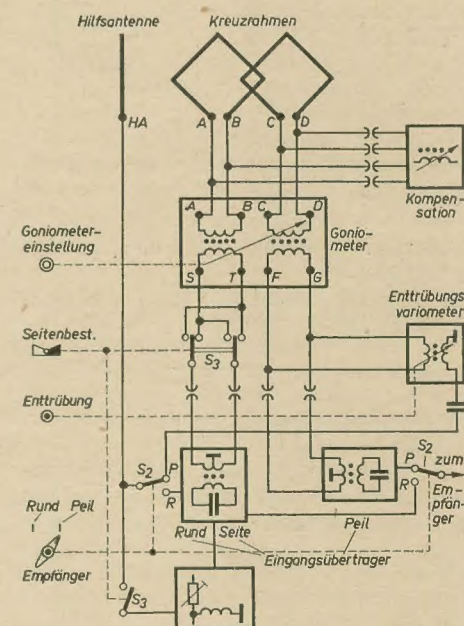 Hilfsantenne
Kreuzrahmen
HA
A
B
C
D
Kompen-
sation
A
B
C
D
Goniometer-
einstellung
Gonio-
meter
S
T
F
G
Enttrübungs
variometer
Seitenbest.
S3
Enttrübung
S2
P
R
P
S2
zum
Em-
pfän-
ger
R
Rund
Peil
Rund
Seite
Peil
Eingangsübertrager
Empfänger
S3